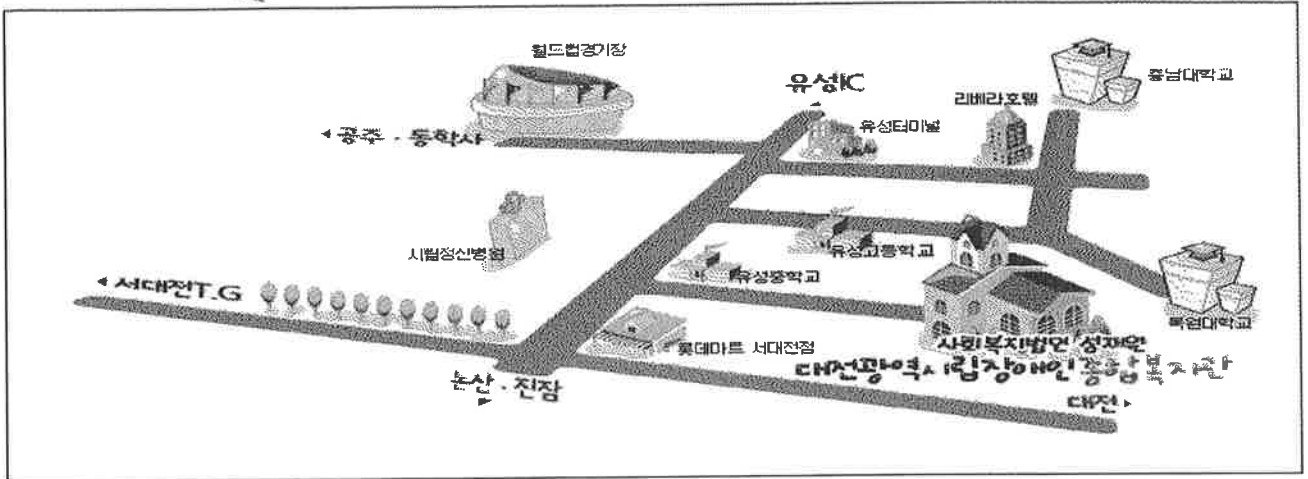 월드컵경기장
충남대학교
유성IC
리베라호텔
유성터미널
◂ 공주 · 동학사
시립정신병원
유성고등학교
유성중학교
◂ 서대전T.G
목원대학교
롯데마트 서대전점
사회복지법인 성재원
대전광역시립장애인종합복지관
논산 · 진잠
대전 ▸